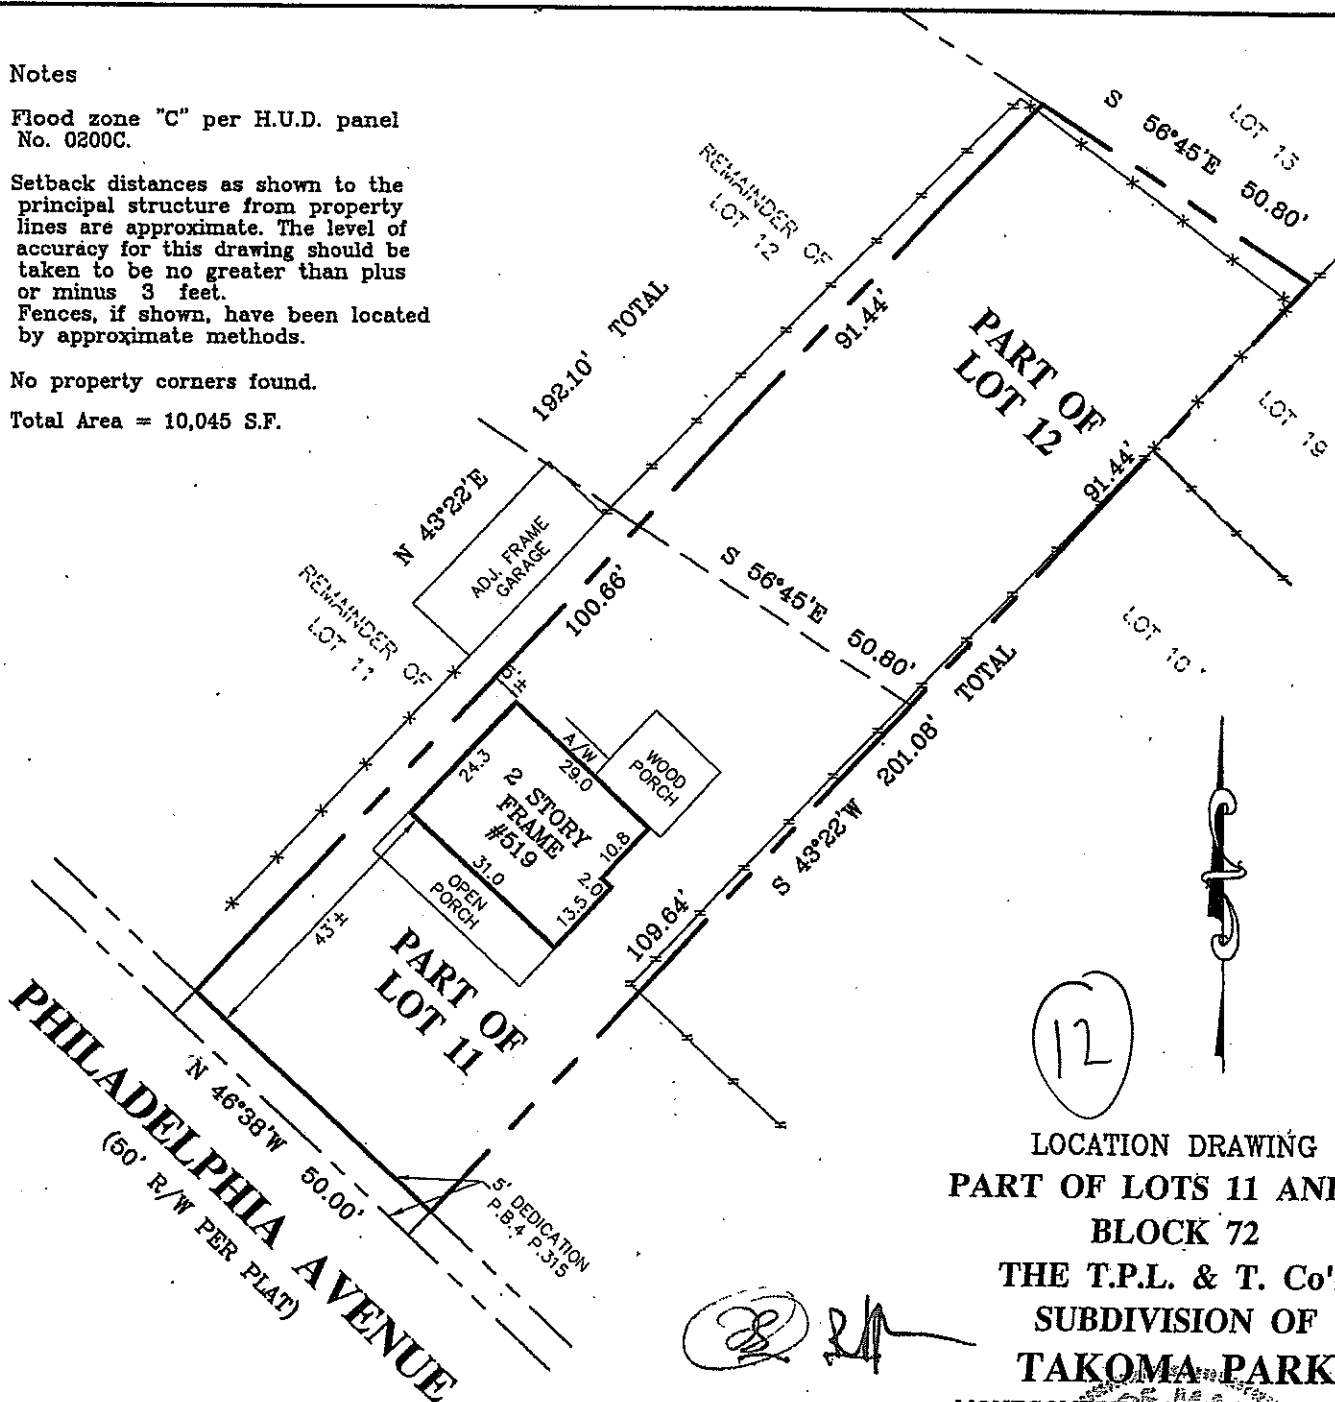 Notes
Flood zone "C" per H.U.D. panel
No. 0200C.
Setback distances as shown to the
principal structure from property
lines are approximate. The level of
accuracy for this drawing should be
taken to be no greater than plus
or minus 3 feet.
Fences, if shown, have been located
by approximate methods.
No property corners found.
Total Area = 10,045 S.F.
S 56°45'E 50.80'
LOT 13
REMAINDER OF
LOT 12
192.10' TOTAL
N 43°22'E
91.44'
PART OF
LOT 12
91.44'
LOT 19
ADJ. FRAME
GARAGE
REMAINDER OF
LOT 11
100.66'
S 56°45'E 50.80'
LOT 10
5'±
A/W
WOOD
PORCH
24.3
29.0
2 STORY
FRAME
#519
10.8
2.0
13.5
31.0
OPEN
PORCH
43'±
S 43°22'W 201.08' TOTAL
109.64'
PART OF
LOT 11
N 46°38'W 50.00'
PHILADELPHIA AVENUE
(50' R/W PER PLAT)
5' DEDICATION
P.B.4 P.315
12
LOCATION DRAWING
PART OF LOTS 11
BLOCK 72
THE T.P.L. & T. Co'
SUBDIVISION OF
TAKOMA PARK